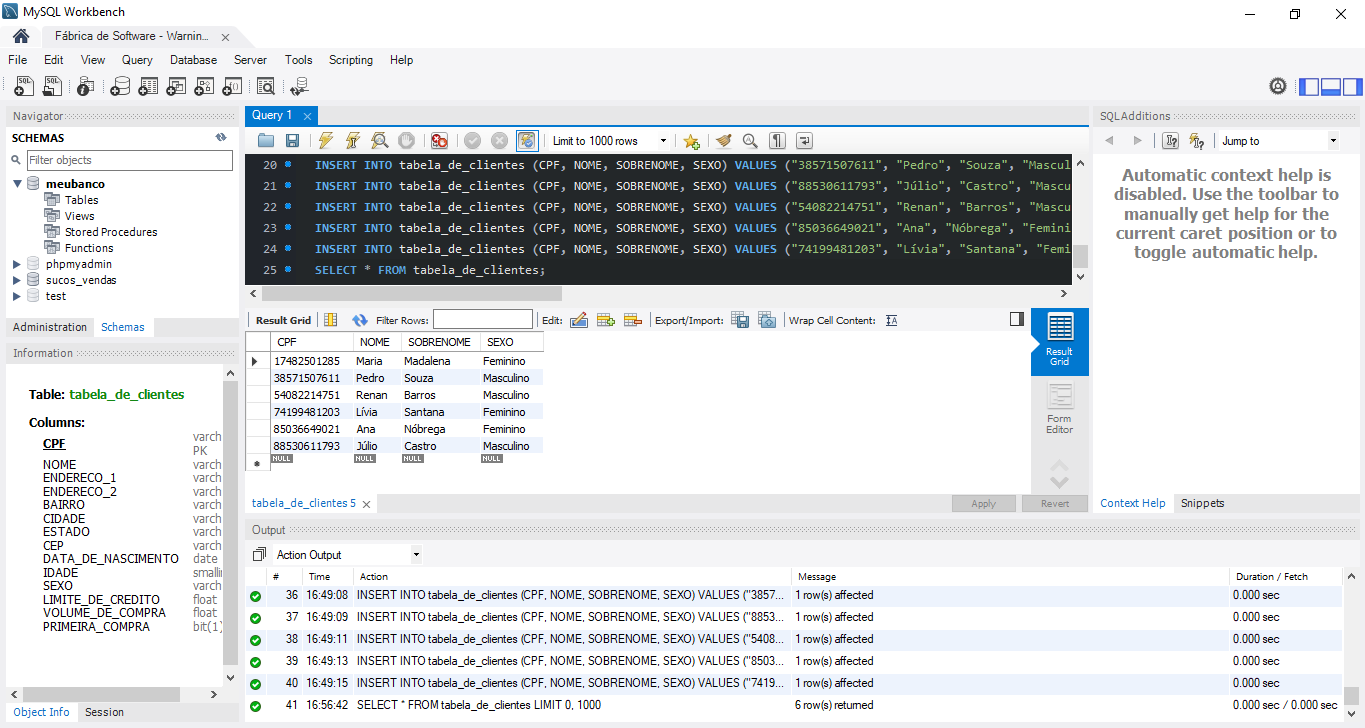 MySQL Workbench
Fábrica de Software - Warnin...
File Edit View Query Database Server Tools Scripting Help
Navigator
SCHEMAS
Filter objects
meubanco
Tables
Views
Stored Procedures
Functions
phpmyadmin
sucos_vendas
test
Administration Schemas
Information
Table: tabela_de_clientes
Columns:
CPF varch
PK
NOME varch
ENDERECO_1 varch
ENDERECO_2 varch
BAIRRO varch
CIDADE varch
ESTADO varch
CEP varch
DATA_DE_NASCIMENTO date
IDADE smallin
SEXO varch
LIMITE_DE_CREDITO float
VOLUME_DE_COMPRA float
PRIMEIRA_COMPRA bit(1)
Object Info Session
Query 1
Limit to 1000 rows
20 INSERT INTO tabela_de_clientes (CPF, NOME, SOBRENOME, SEXO) VALUES ("38571507611", "Pedro", "Souza", "Mascul
21 INSERT INTO tabela_de_clientes (CPF, NOME, SOBRENOME, SEXO) VALUES ("88530611793", "Júlio", "Castro", "Mascu
22 INSERT INTO tabela_de_clientes (CPF, NOME, SOBRENOME, SEXO) VALUES ("54082214751", "Renan", "Barros", "Mascu
23 INSERT INTO tabela_de_clientes (CPF, NOME, SOBRENOME, SEXO) VALUES ("85036649021", "Ana", "Nóbrega", "Femini
24 INSERT INTO tabela_de_clientes (CPF, NOME, SOBRENOME, SEXO) VALUES ("74199481203", "Lívia", "Santana", "Femi
25 SELECT * FROM tabela_de_clientes;
Result Grid Filter Rows: Edit: Export/Import: Wrap Cell Content:
CPF NOME SOBRENOME SEXO
17482501285 Maria Madalena Feminino
38571507611 Pedro Souza Masculino
54082214751 Renan Barros Masculino
74199481203 Lívia Santana Feminino
85036649021 Ana Nóbrega Feminino
88530611793 Júlio Castro Masculino
NULL NULL NULL NULL
Result
Grid
Form
Editor
tabela_de_clientes 5 Apply Revert
SQLAdditions
Jump to
Automatic context help is
disabled. Use the toolbar to
manually get help for the
current caret position or to
toggle automatic help.
Context Help Snippets
Output
Action Output
# Time Action Message Duration / Fetch
36 16:49:08 INSERT INTO tabela_de_clientes (CPF, NOME, SOBRENOME, SEXO) VALUES ("3857... 1 row(s) affected 0.000 sec
37 16:49:09 INSERT INTO tabela_de_clientes (CPF, NOME, SOBRENOME, SEXO) VALUES ("8853... 1 row(s) affected 0.000 sec
38 16:49:11 INSERT INTO tabela_de_clientes (CPF, NOME, SOBRENOME, SEXO) VALUES ("5408... 1 row(s) affected 0.000 sec
39 16:49:13 INSERT INTO tabela_de_clientes (CPF, NOME, SOBRENOME, SEXO) VALUES ("8503... 1 row(s) affected 0.000 sec
40 16:49:15 INSERT INTO tabela_de_clientes (CPF, NOME, SOBRENOME, SEXO) VALUES ("7419... 1 row(s) affected 0.000 sec
41 16:56:42 SELECT * FROM tabela_de_clientes LIMIT 0, 1000 6 row(s) returned 0.000 sec / 0.000 sec